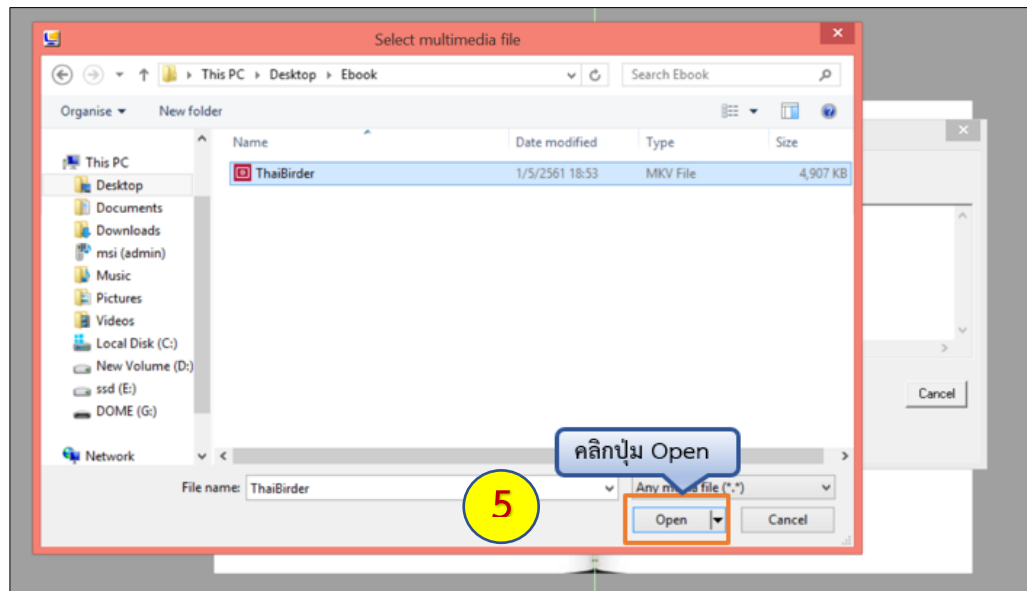 Select multimedia file
This PC Desktop Ebook
Search Ebook
Organise New folder
Name Date modified Type Size
ThaiBirder 1/5/2561 18:53 MKV File 4,907 KB
This PC
Desktop
Documents
Downloads
msi (admin)
Music
Pictures
Videos
Local Disk (C:)
New Volume (D:)
ssd (E:)
DOME (G:)
Network
Cancel
คลิกปุ่ม Open
File name: ThaiBirder
Any file (*.*)
5
Open Cancel